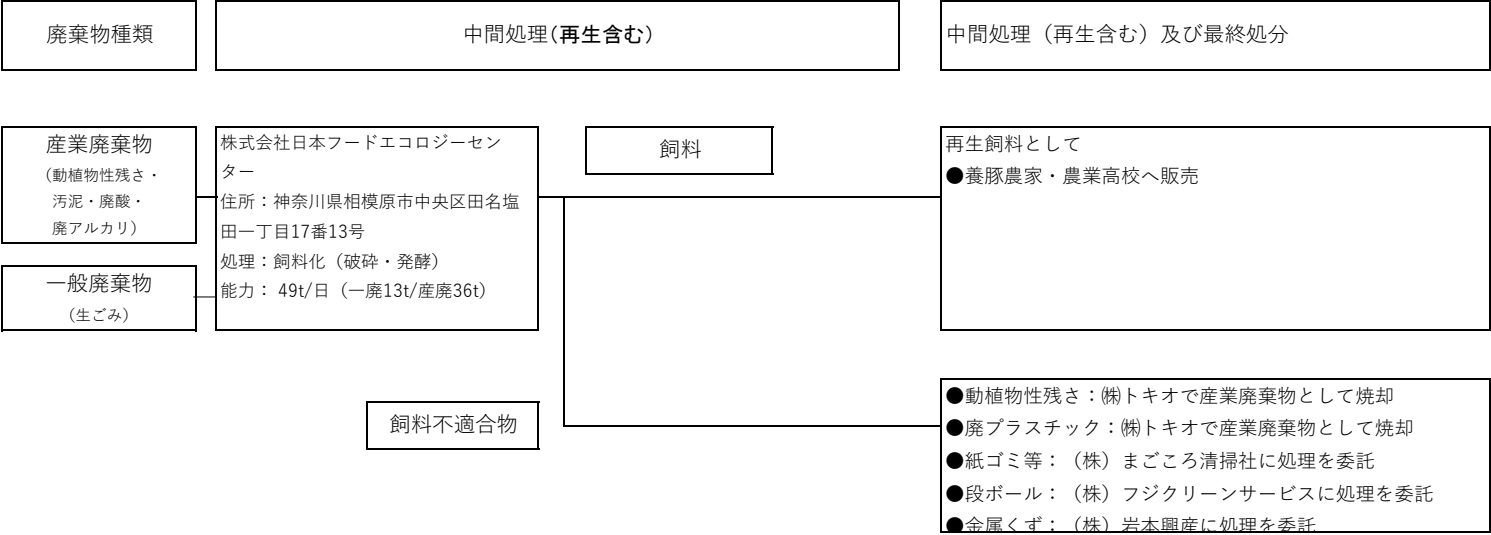 廃棄物種類
中間処理(再生含む)
中間処理（再生含む）及び最終処分
産業廃棄物
（動植物性残さ・
汚泥・廃酸・
廃アルカリ）
一般廃棄物
（生ごみ）
株式会社日本フードエコロジーセン
ター
住所：神奈川県相模原市中央区田名塩
田一丁目17番13号
処理：飼料化（破砕・発酵）
能力： 49t/日（一廃13t/産廃36t）
飼料
再生飼料として
●養豚農家・農業高校へ販売
飼料不適合物
●動植物性残さ：㈱トキオで産業廃棄物として焼却
●廃プラスチック：㈱トキオで産業廃棄物として焼却
●紙ゴミ等：（株）まごころ清掃社に処理を委託
●段ボール：（株）フジクリーンサービスに処理を委託
●金属くず：（株）岩本興産に処理を委託